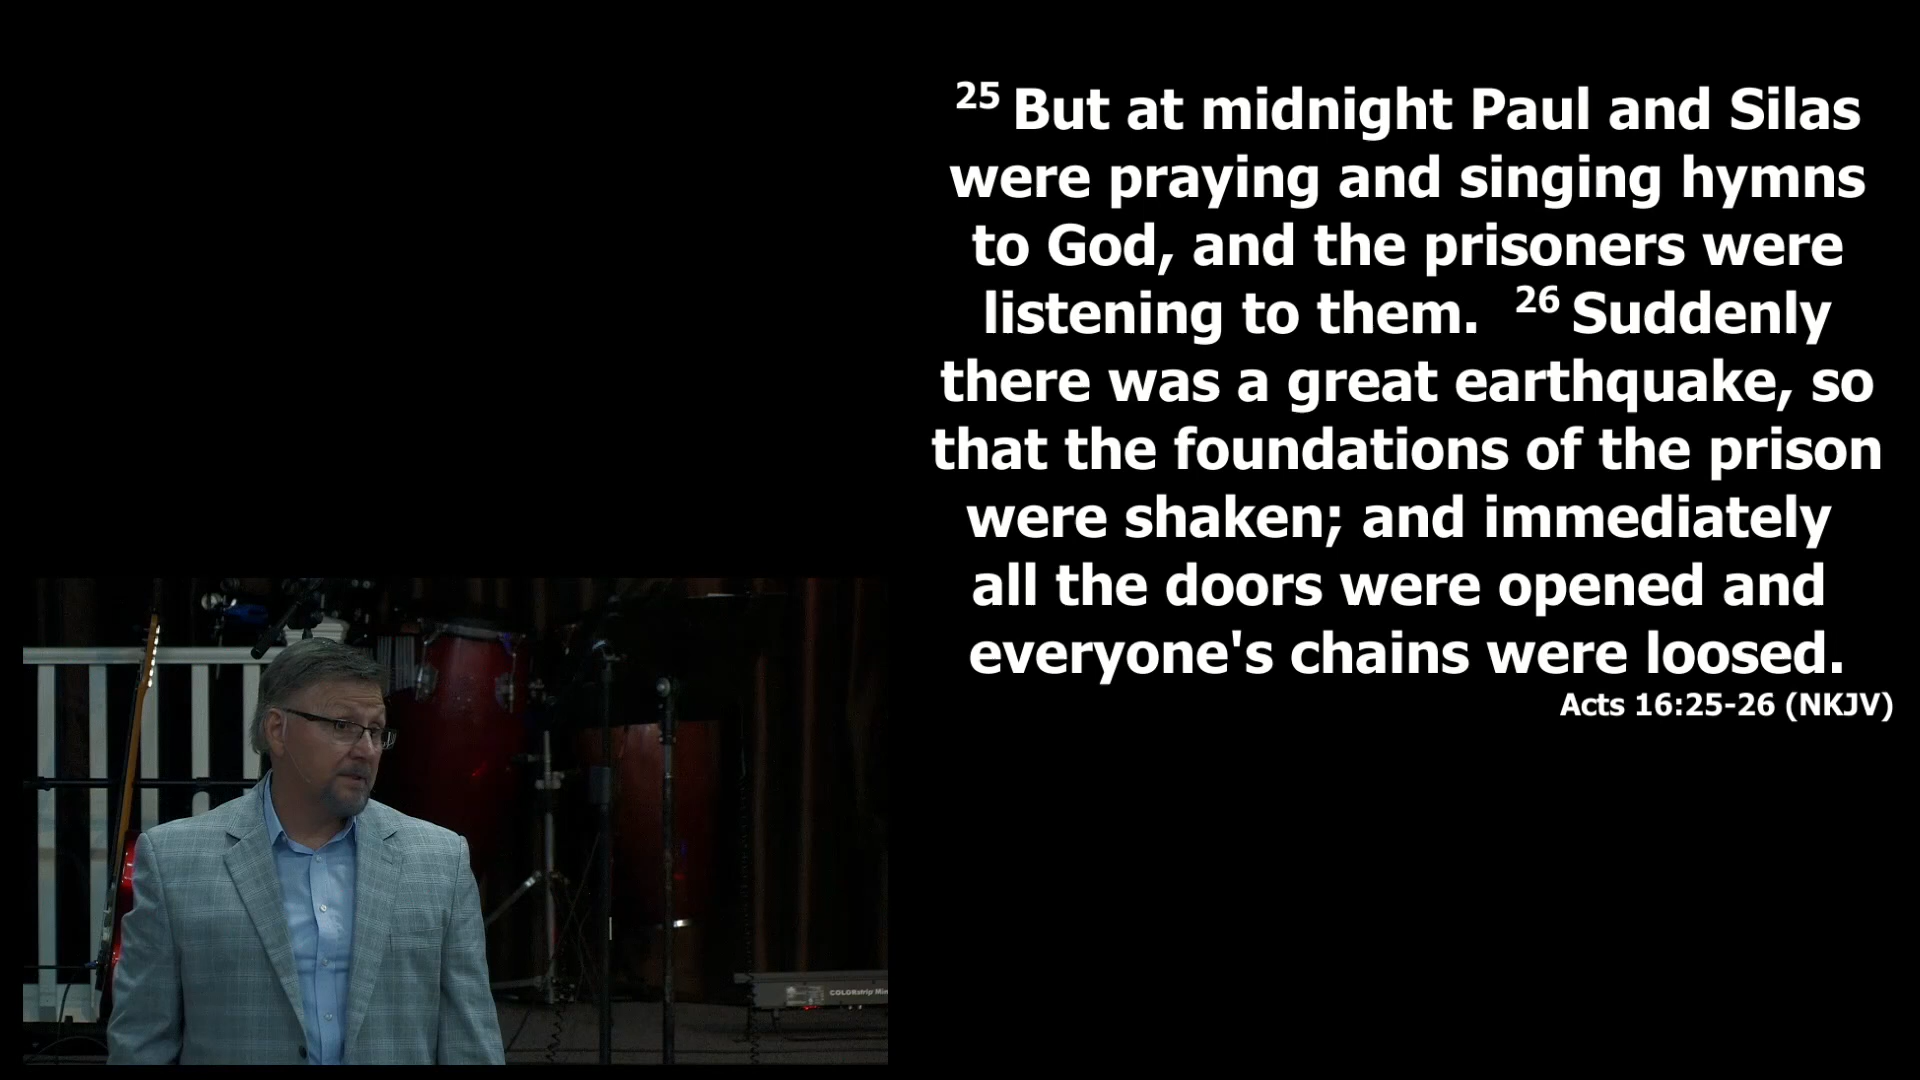 25 But at midnight Paul and Silas
were praying and singing hymns
to God, and the prisoners were
listening to them. 26 Suddenly
there was a great earthquake, so
that the foundations of the prison
were shaken; and immediately
all the doors were opened and
everyone's chains were loosed.
Acts 16:25-26 (NKJV)
COLORstrip Min